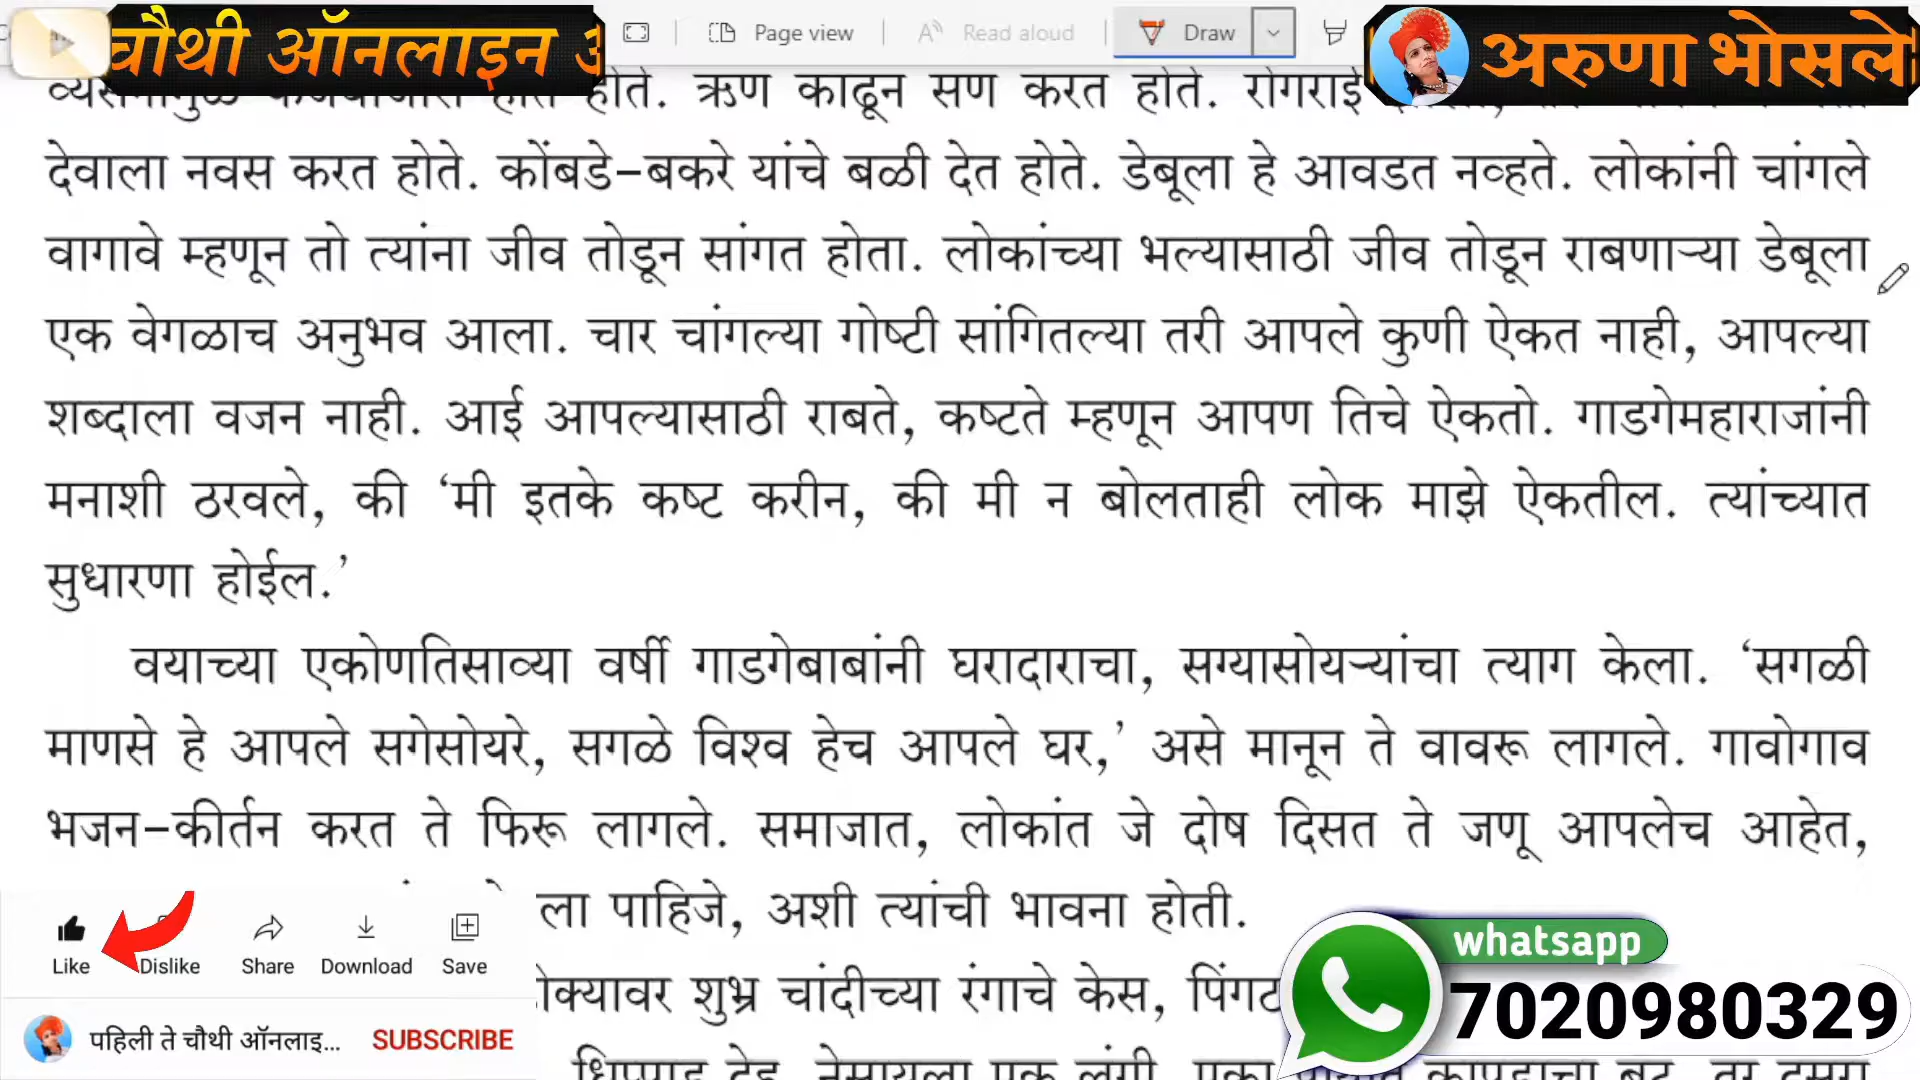 चौथी ऑनलाइन
Page view
Read aloud
Draw
अरुणा भोसले
होते. ऋण काढून सण करत होते. रोगराई
देवाला नवस करत होते. कोंबडे–बकरे यांचे बळी देत होते. डेबूला हे आवडत नव्हते. लोकांनी चांगले
वागावे म्हणून तो त्यांना जीव तोडून सांगत होता. लोकांच्या भल्यासाठी जीव तोडून राबणाऱ्या डेबूला
एक वेगळाच अनुभव आला. चार चांगल्या गोष्टी सांगितल्या तरी आपले कुणी ऐकत नाही, आपल्या
शब्दाला वजन नाही. आई आपल्यासाठी राबते, कष्टते म्हणून आपण तिचे ऐकतो. गाडगेमहाराजांनी
मनाशी ठरवले, की ‘मी इतके कष्ट करीन, की मी न बोलताही लोक माझे ऐकतील. त्यांच्यात
सुधारणा होईल.’
वयाच्या एकोणतिसाव्या वर्षी गाडगेबाबांनी घरादाराचा, सग्यासोयऱ्यांचा त्याग केला. ‘सगळी
माणसे हे आपले सगेसोयरे, सगळे विश्व हेच आपले घर,’ असे मानून ते वावरू लागले. गावोगाव
भजन–कीर्तन करत ते फिरू लागले. समाजात, लोकांत जे दोष दिसत ते जणू आपलेच आहेत,
ला पाहिजे, अशी त्यांची भावना होती.
क्यावर शुभ्र चांदीच्या रंगाचे केस,
देह, नेसायला एक लुंगी,
Like
Dislike
Share
Download
Save
पहिली ते चौथी ऑनलाइ...
SUBSCRIBE
whatsapp
7020980329